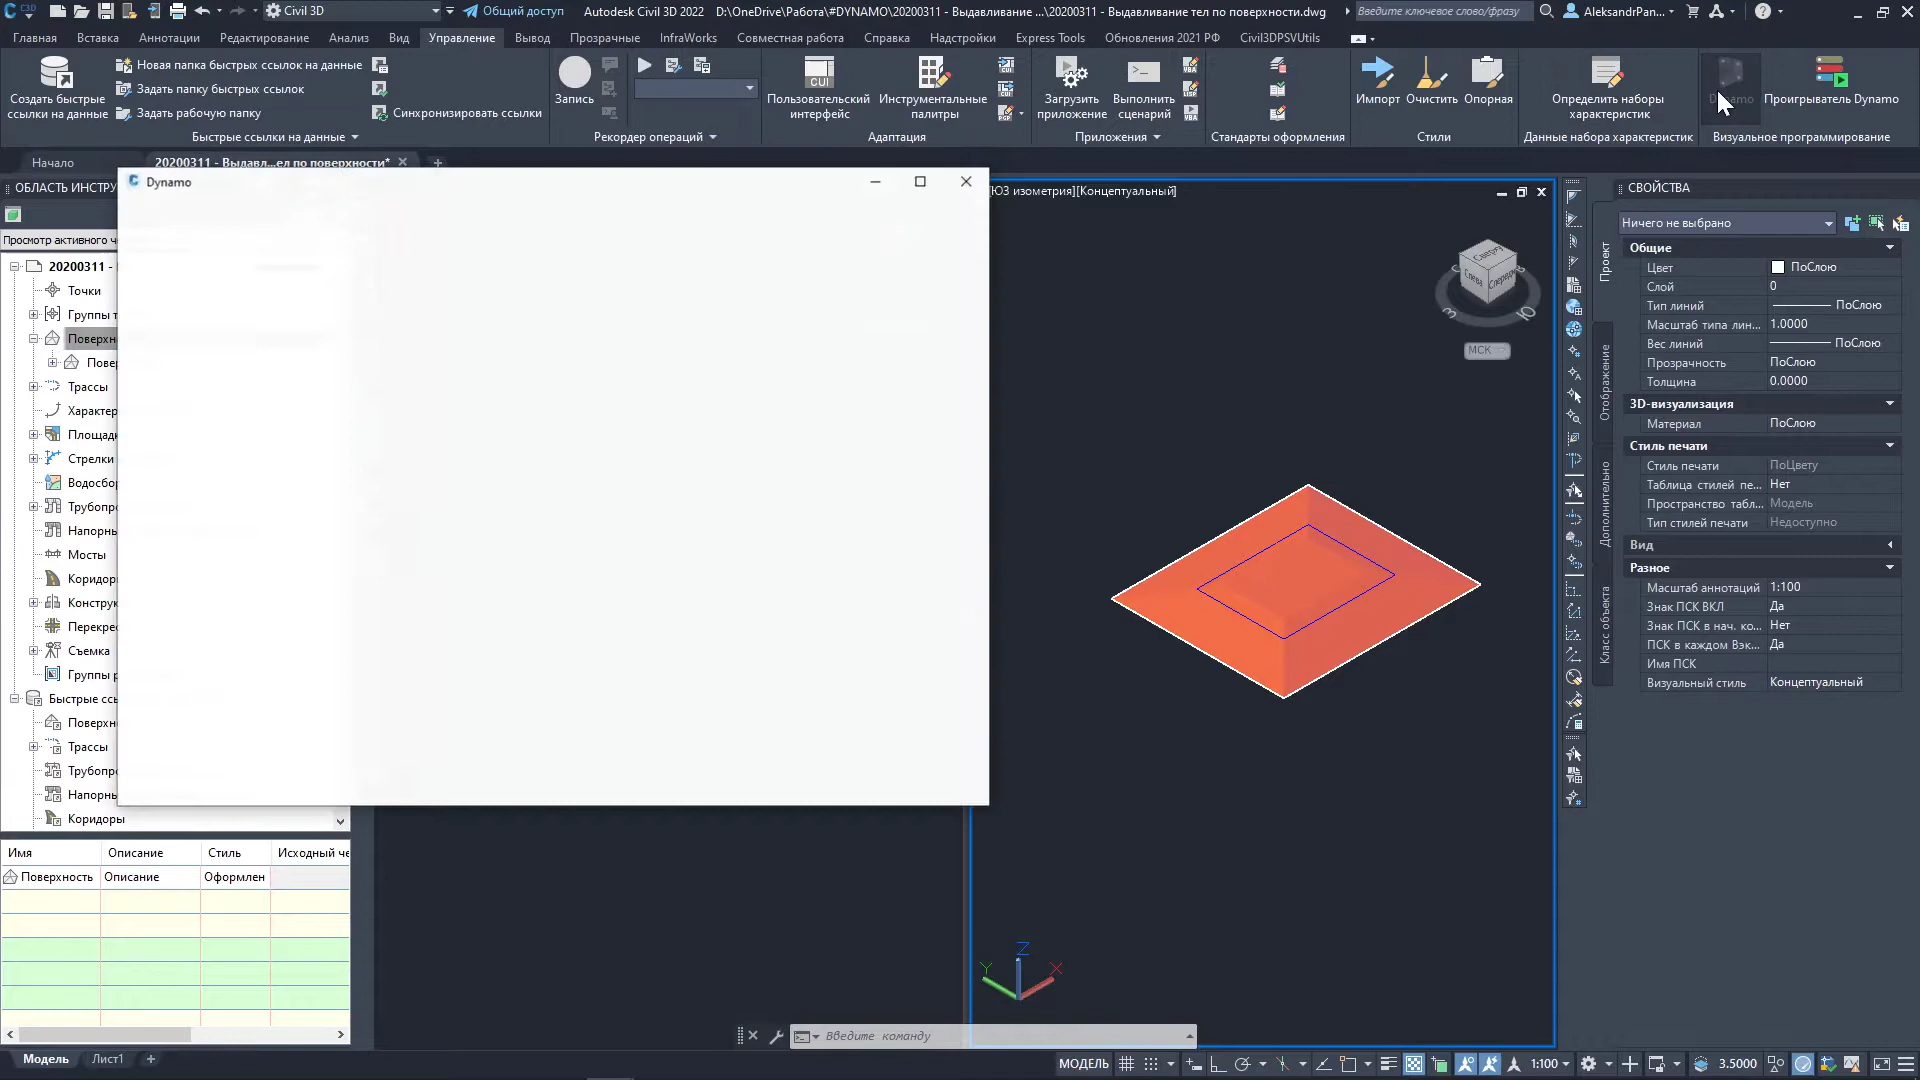 Civil 3D
Общий доступ
Autodesk Civil 3D 2022 D:\OneDrive\Работа\#DYNAMO\20200311 - Выдавливание ...\20200311 - Выдавливание тел по поверхности.dwg
Введите ключевое слово/фразу
AleksandrPan...
Главная Вставка Аннотации Редактирование Анализ Вид Управление Вывод Прозрачные InfraWorks Совместная работа Справка Надстройки Express Tools Обновления 2021 РФ Civil3DPSVUtils
Создать быстрые
ссылки на данные
Новая папка быстрых ссылок на данные
Задать папку быстрых ссылок
Задать рабочую папку
Синхронизировать ссылки
Быстрые ссылки на данные
Запись
Рекордер операций
Пользовательский
интерфейс
Инструментальные
палитры
Адаптация
Загрузить
приложение
Выполнить
сценарий
Приложения
Стандарты оформления
Импорт Очистить Опорная
Стили
Определить наборы
характеристик
Данные набора характеристик
Dynamo
Проигрыватель Dynamo
Визуальное программирование
Начало
20200311 - Выдавл...ел по поверхности*
ОБЛАСТЬ ИНСТРУ
Просмотр активного ч
20200311 -
Точки
Группы т
Поверхн
Повер
Трассы
Характер
Площадк
Стрелки
Водосбор
Трубопро
Напорны
Мосты
Коридор
Конструк
Перекрес
Съемка
Группы р
Быстрые ссы
Поверхн
Трассы
Трубопро
Напорны
Коридоры
Имя Описание Стиль Исходный че
Поверхность Описание Оформлен
Dynamo
[ЮЗ изометрия][Концептуальный]
Сверху
Слева
Спереди
З
Ю
МСК
Z
Y
X
Введите команду
СВОЙСТВА
Ничего не выбрано
Проект
Отображение
Дополнительно
Класс объекта
Общие
Цвет ПоСлою
Слой 0
Тип линий ПоСлою
Масштаб типа лин... 1.0000
Вес линий ПоСлою
Прозрачность ПоСлою
Толщина 0.0000
3D-визуализация
Материал ПоСлою
Стиль печати
Стиль печати ПоЦвету
Таблица стилей пе... Нет
Пространство табл... Модель
Тип стилей печати Недоступно
Вид
Разное
Масштаб аннотаций 1:100
Знак ПСК ВКЛ Да
Знак ПСК в нач. ко... Нет
ПСК в каждом Вэк... Да
Имя ПСК
Визуальный стиль Концептуальный
Модель Лист1
МОДЕЛЬ
1:100
3.5000